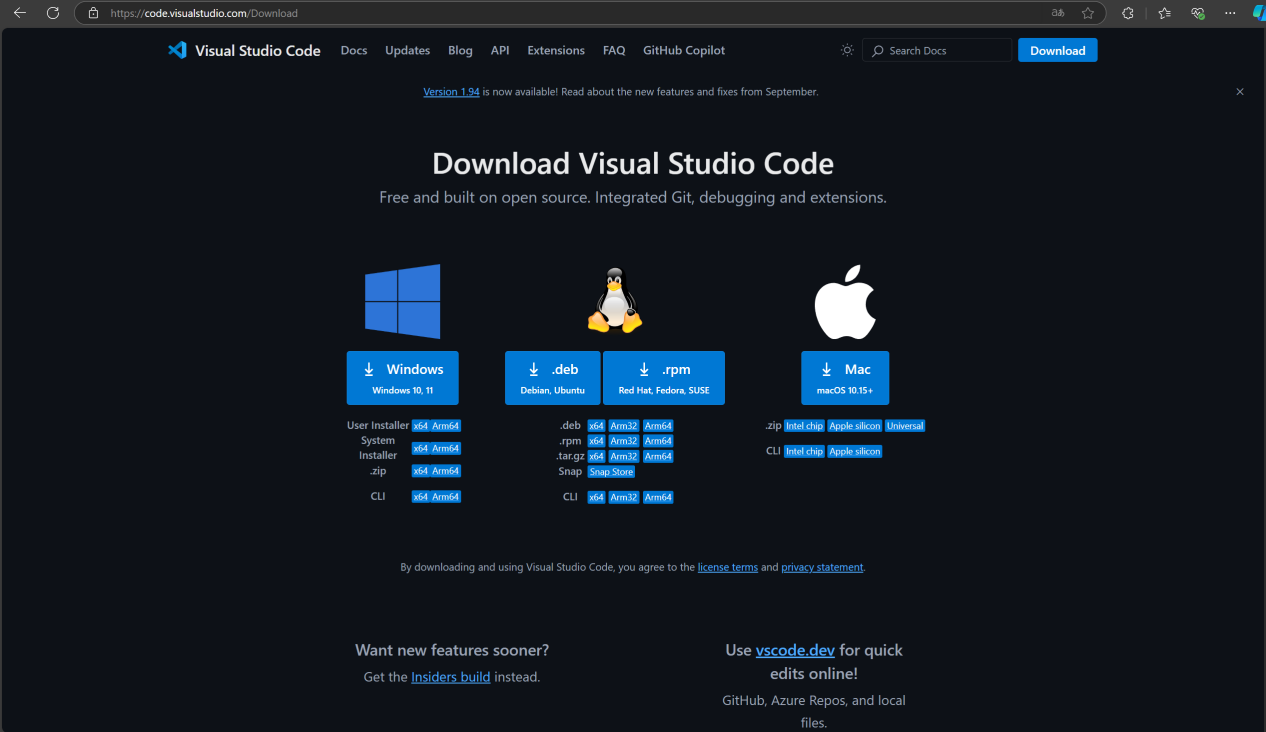 https://code.visualstudio.com/Download
Visual Studio Code Docs Updates Blog API Extensions FAQ GitHub Copilot Search Docs Download
Version 1.94 is now available! Read about the new features and fixes from September.
Download Visual Studio Code
Free and built on open source. Integrated Git, debugging and extensions.
Windows
Windows 10, 11
User Installer x64 Arm64
System
Installer x64 Arm64
.zip x64 Arm64
CLI x64 Arm64
.deb
Debian, Ubuntu
.rpm
Red Hat, Fedora, SUSE
.deb x64 Arm32 Arm64
.rpm x64 Arm32 Arm64
.tar.gz x64 Arm32 Arm64
Snap Snap Store
CLI x64 Arm32 Arm64
Mac
macOS 10.15+
.zip Intel chip Apple silicon Universal
CLI Intel chip Apple silicon
By downloading and using Visual Studio Code, you agree to the license terms and privacy statement.
Want new features sooner?
Get the Insiders build instead.
Use vscode.dev for quick
edits online!
GitHub, Azure Repos, and local
files.